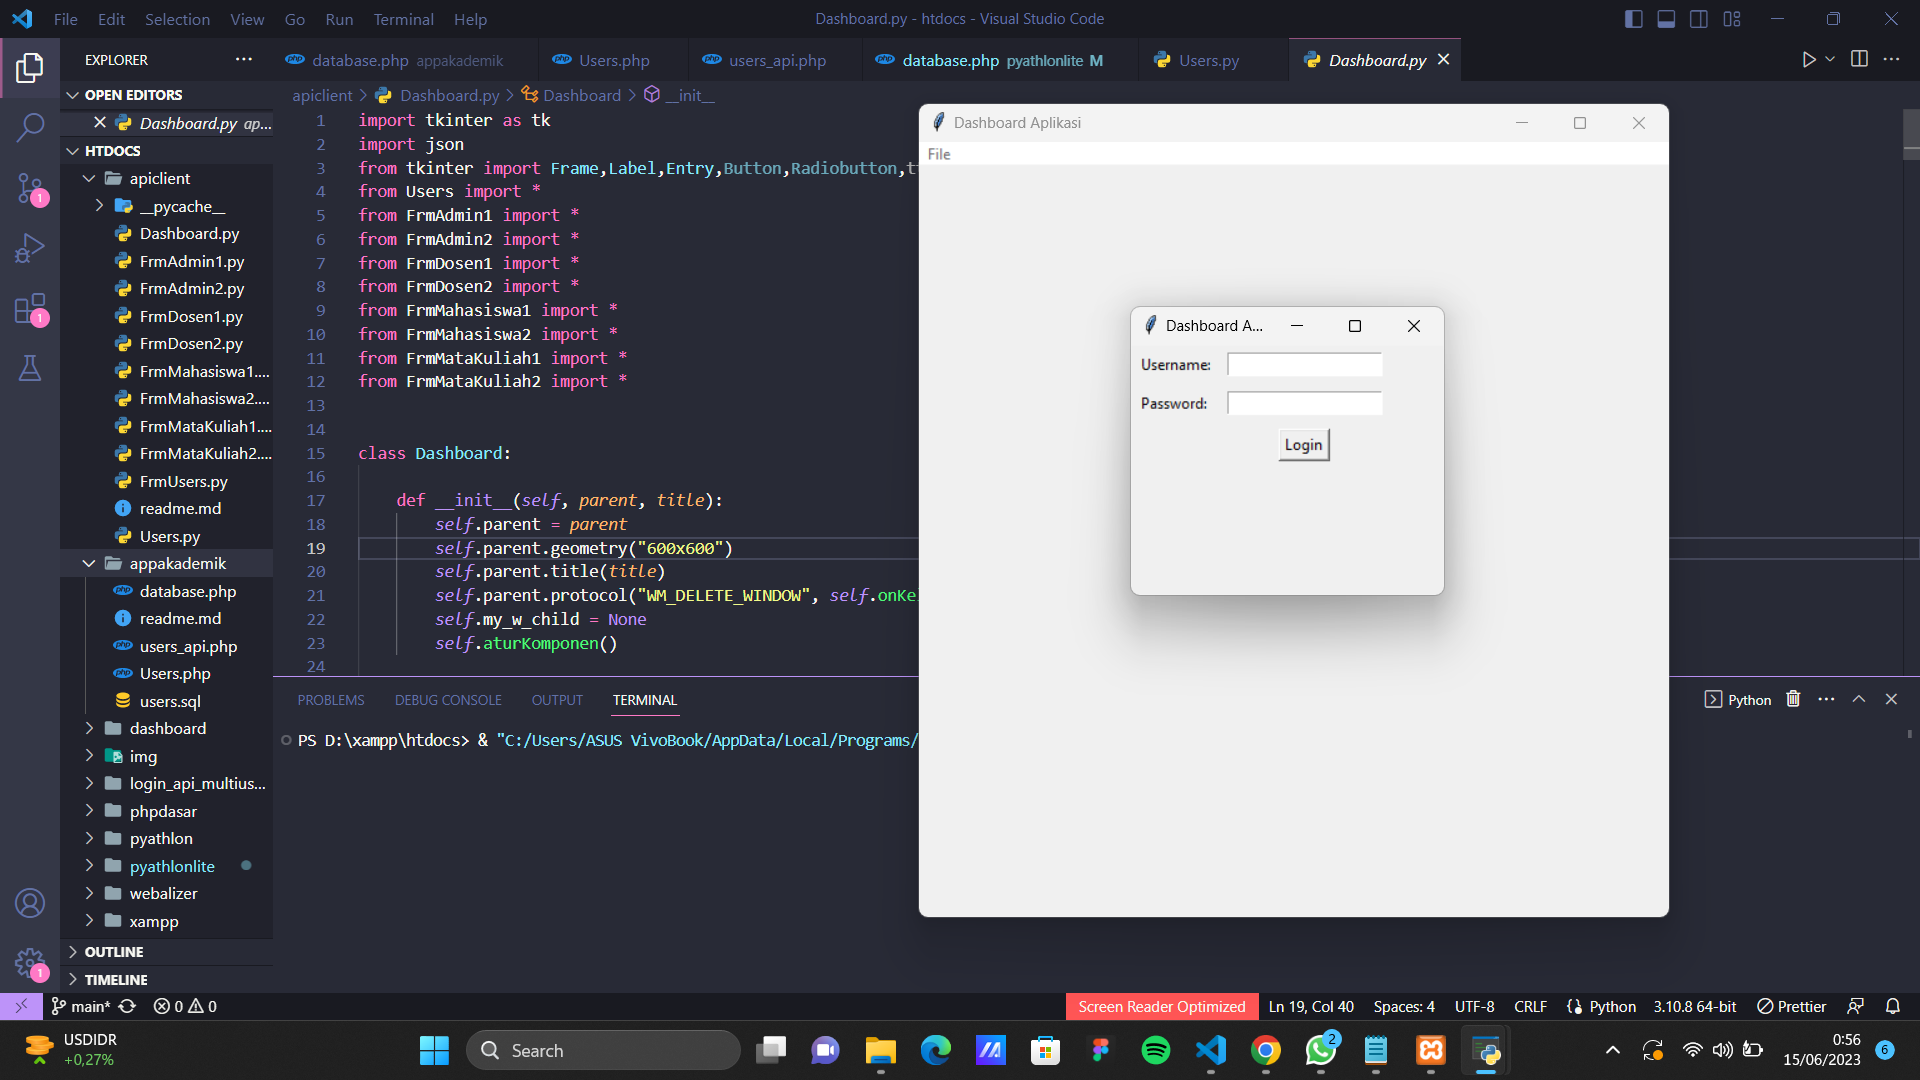 File Edit Selection View Go Run Terminal Help
Dashboard.py - htdocs - Visual Studio Code
EXPLORER
database.php appakademik
Users.php
users_api.php
database.php pyathlonlite M
Users.py
Dashboard.py
OPEN EDITORS
Dashboard.py ap...
HTDOCS
apiclient
__pycache__
Dashboard.py
FrmAdmin1.py
FrmAdmin2.py
FrmDosen1.py
FrmDosen2.py
FrmMahasiswa1....
FrmMahasiswa2....
FrmMataKuliah1....
FrmMataKuliah2....
FrmUsers.py
readme.md
Users.py
appakademik
database.php
readme.md
users_api.php
Users.php
users.sql
dashboard
img
login_api_multius...
phpdasar
pyathlon
pyathlonlite
webalizer
xampp
OUTLINE
TIMELINE
1
1
1
apiclient > Dashboard.py > Dashboard > __init__
1 import tkinter as tk
2 import json
3 from tkinter import Frame,Label,Entry,Button,Radiobutton,t
4 from Users import *
5 from FrmAdmin1 import *
6 from FrmAdmin2 import *
7 from FrmDosen1 import *
8 from FrmDosen2 import *
9 from FrmMahasiswa1 import *
10 from FrmMahasiswa2 import *
11 from FrmMataKuliah1 import *
12 from FrmMataKuliah2 import *
13
14
15 class Dashboard:
16
17 def __init__(self, parent, title):
18 self.parent = parent
19 self.parent.geometry("600x600")
20 self.parent.title(title)
21 self.parent.protocol("WM_DELETE_WINDOW", self.onKe
22 self.my_w_child = None
23 self.aturKomponen()
24
Dashboard Aplikasi
File
Dashboard A...
Username:
Password:
Login
PROBLEMS DEBUG CONSOLE OUTPUT TERMINAL
Python
PS D:\xampp\htdocs> & "C:/Users/ASUS VivoBook/AppData/Local/Programs/
main* 0 0
Screen Reader Optimized Ln 19, Col 40 Spaces: 4 UTF-8 CRLF Python 3.10.8 64-bit Prettier
USDIDR
+0,27%
Search
2
0:56
15/06/2023
6